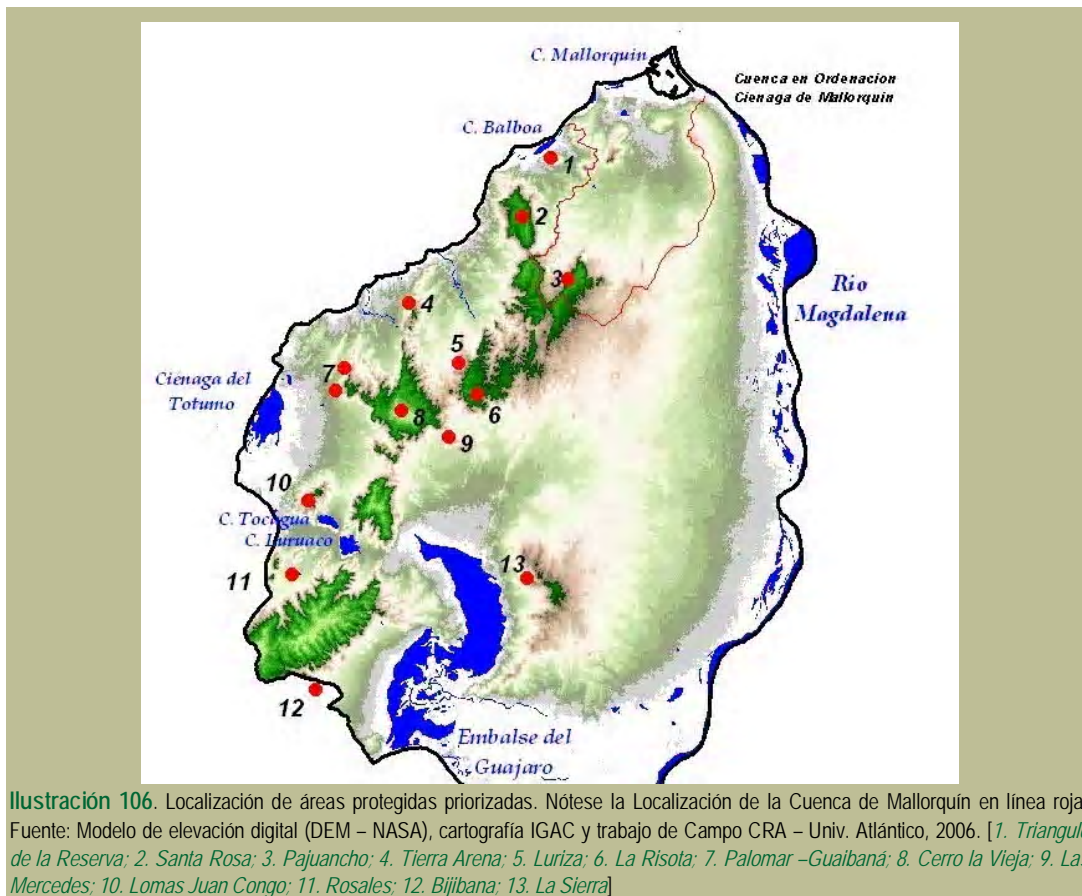 C. Mallorquin
Cuenca en Ordenacion
Cienaga de Mallorquin
C. Balboa
1
2
3
Rio
Magdalena
4
5
7
Cienaga del
Totumo
6
8
9
10
C. Tocagua
C. Luruaco
13
11
12
Embalse del
Guajaro
Ilustración 106. Localización de áreas protegidas priorizadas. Nótese la Localización de la Cuenca de Mallorquín en línea roja
Fuente: Modelo de elevación digital (DEM – NASA), cartografía IGAC y trabajo de Campo CRA – Univ. Atlántico, 2006. [1. Triangul
de la Reserva; 2. Santa Rosa; 3. Pajuancho; 4. Tierra Arena; 5. Luriza; 6. La Risota; 7. Palomar –Guaibaná; 8. Cerro la Vieja; 9. La
Mercedes; 10. Lomas Juan Congo; 11. Rosales; 12. Bijibana; 13. La Sierra]